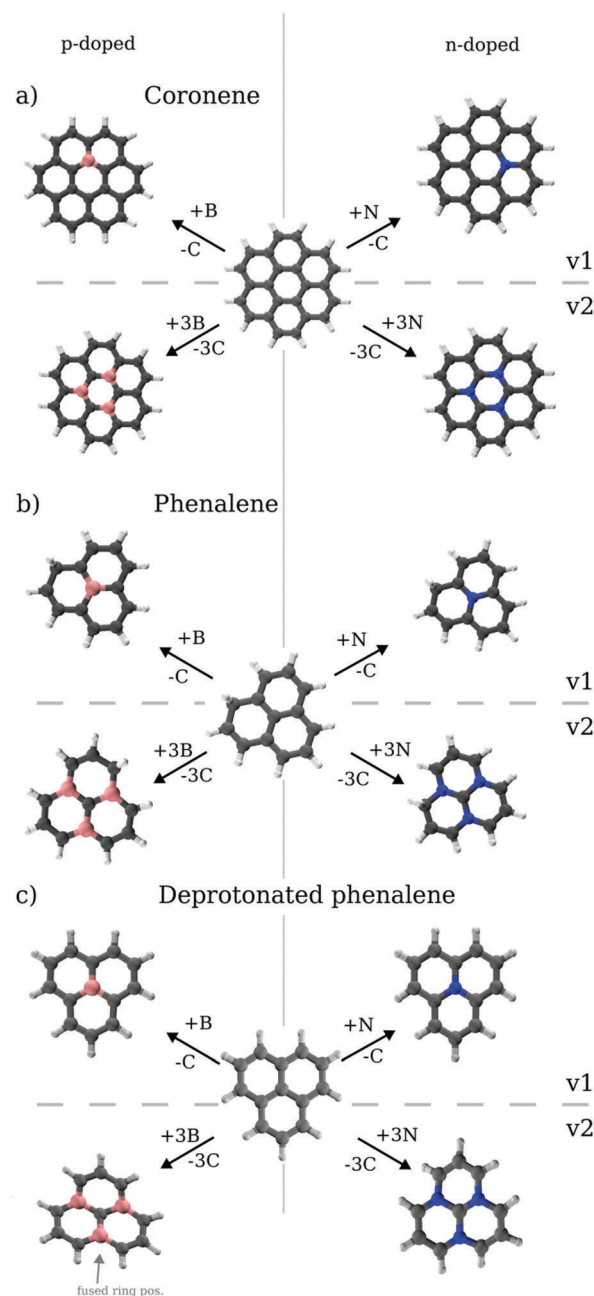 p-doped
n-doped
a)
Coronene
+B
-C
+N
-C
v1
v2
+3B
-3C
+3N
-3C
b)
Phenalene
+B
-C
+N
-C
v1
v2
+3B
-3C
+3N
-3C
c)
Deprotonated phenalene
+B
-C
+N
-C
v1
v2
+3B
-3C
+3N
-3C
fused ring pos.